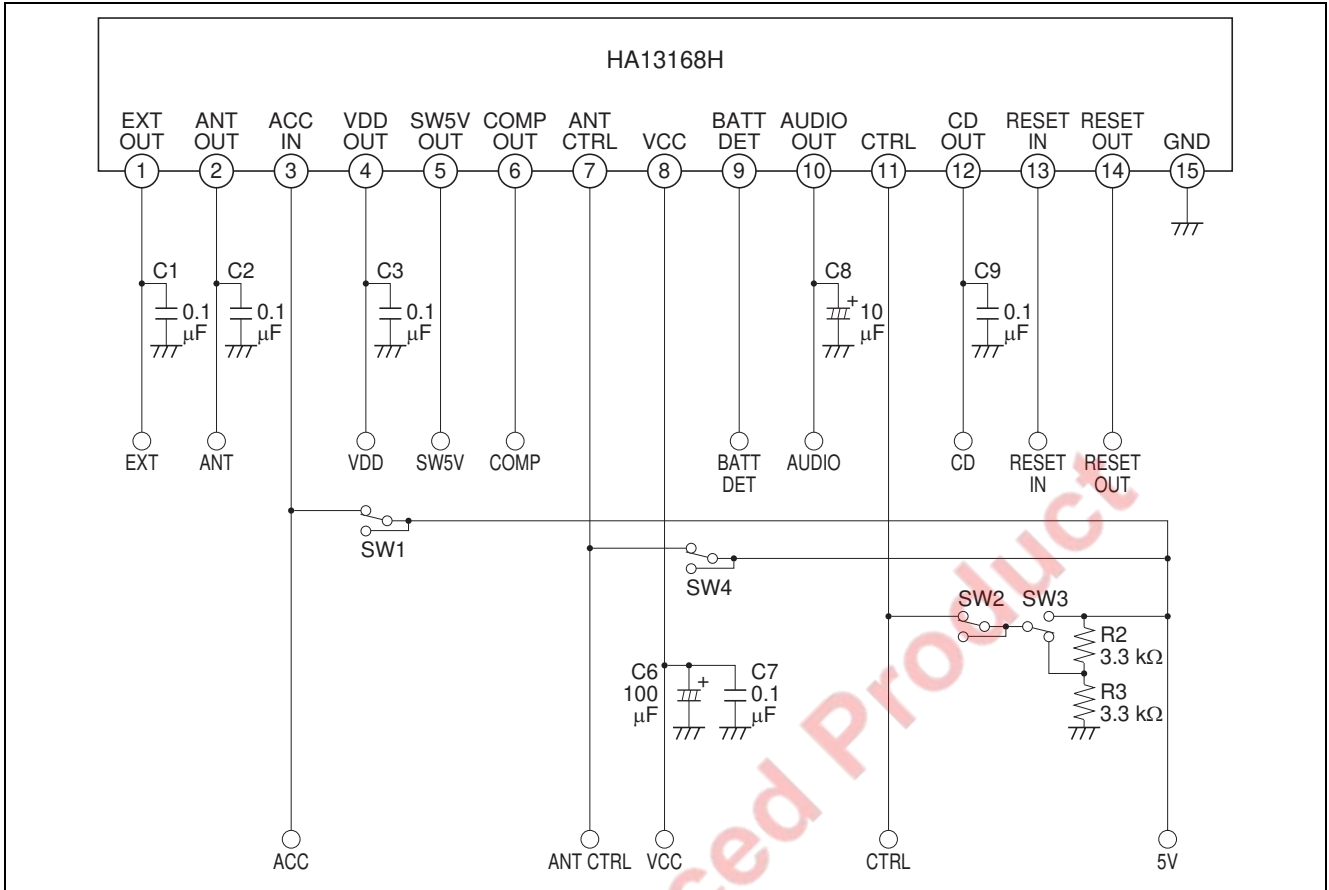 HA13168H
EXT OUT
ANT OUT
ACC IN
VDD OUT
SW5V OUT
COMP OUT
ANT CTRL
VCC
BATT DET
AUDIO OUT
CTRL
CD OUT
RESET IN
RESET OUT
GND
1 2 3 4 5 6 7 8 9 10 11 12 13 14 15
C1
0.1 µF
C2
0.1 µF
C3
0.1 µF
C8
+
10 µF
C9
0.1 µF
EXT
ANT
VDD
SW5V
COMP
BATT DET
AUDIO
CD
RESET IN
RESET OUT
SW1
SW4
SW2
SW3
R2
3.3 kΩ
R3
3.3 kΩ
C6
100 µF
+
C7
0.1 µF
ACC
ANT CTRL
VCC
CTRL
5V
ced Product